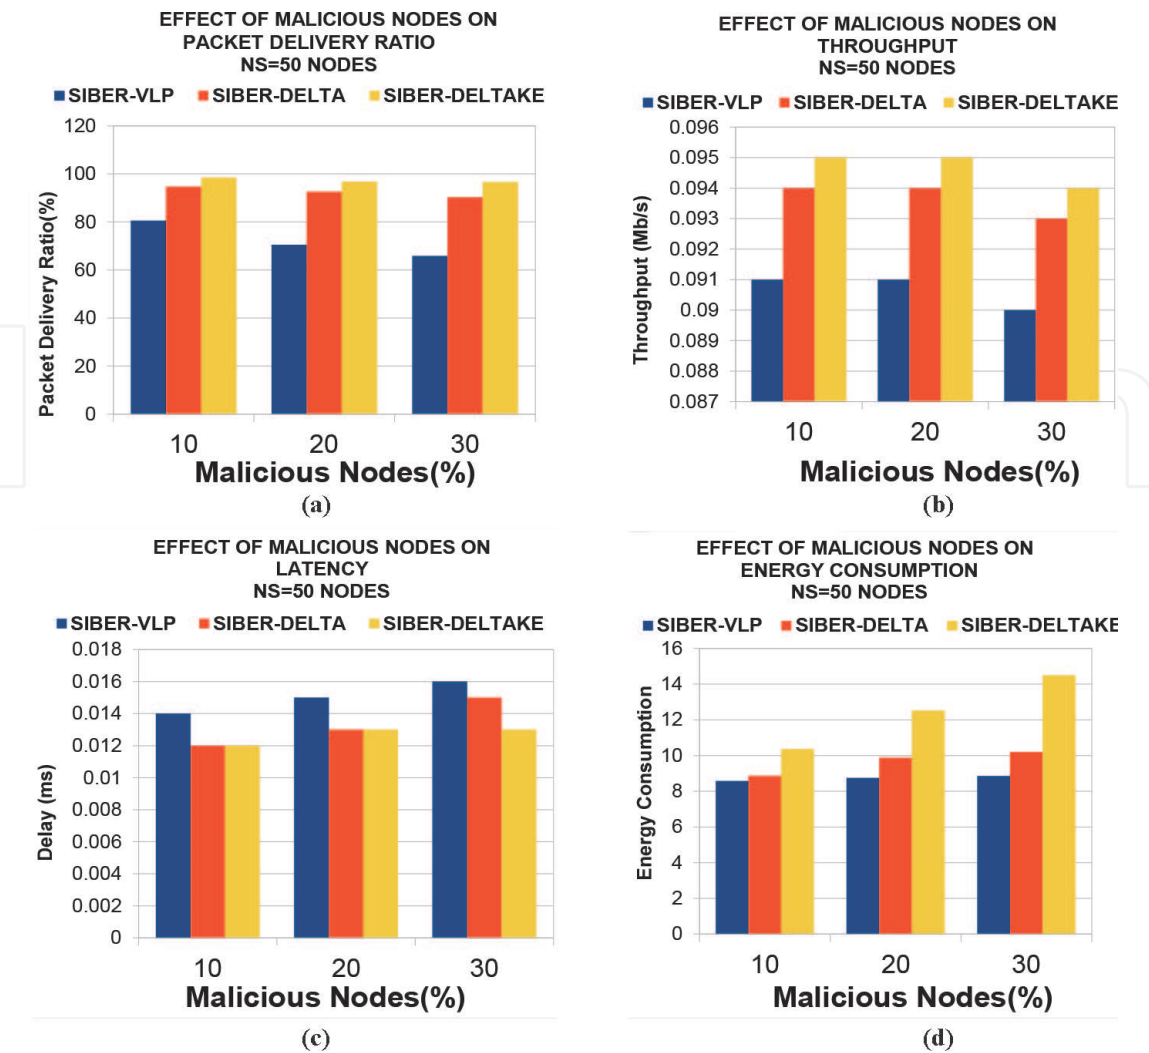 EFFECT OF MALICIOUS NODES ON
PACKET DELIVERY RATIO
NS=50 NODES
SIBER-VLP SIBER-DELTA SIBER-DELTAKE
120
100
80
60
40
20
0
Packet Delivery Ratio(%)
10 20 30
Malicious Nodes(%)
(a)
EFFECT OF MALICIOUS NODES ON
THROUGHPUT
NS=50 NODES
SIBER-VLP SIBER-DELTA SIBER-DELTAKE
0.096
0.095
0.094
0.093
0.092
0.091
0.09
0.089
0.088
0.087
Throughput (Mb/s)
10 20 30
Malicious Nodes(%)
(b)
EFFECT OF MALICIOUS NODES ON
LATENCY
NS=50 NODES
SIBER-VLP SIBER-DELTA SIBER-DELTAKE
0.018
0.016
0.014
0.012
0.01
0.008
0.006
0.004
0.002
0
Delay (ms)
10 20 30
Malicious Nodes(%)
(c)
EFFECT OF MALICIOUS NODES ON
ENERGY CONSUMPTION
NS=50 NODES
SIBER-VLP SIBER-DELTA SIBER-DELTAKE
16
14
12
10
8
6
4
2
0
Energy Consumption
10 20 30
Malicious Nodes(%)
(d)